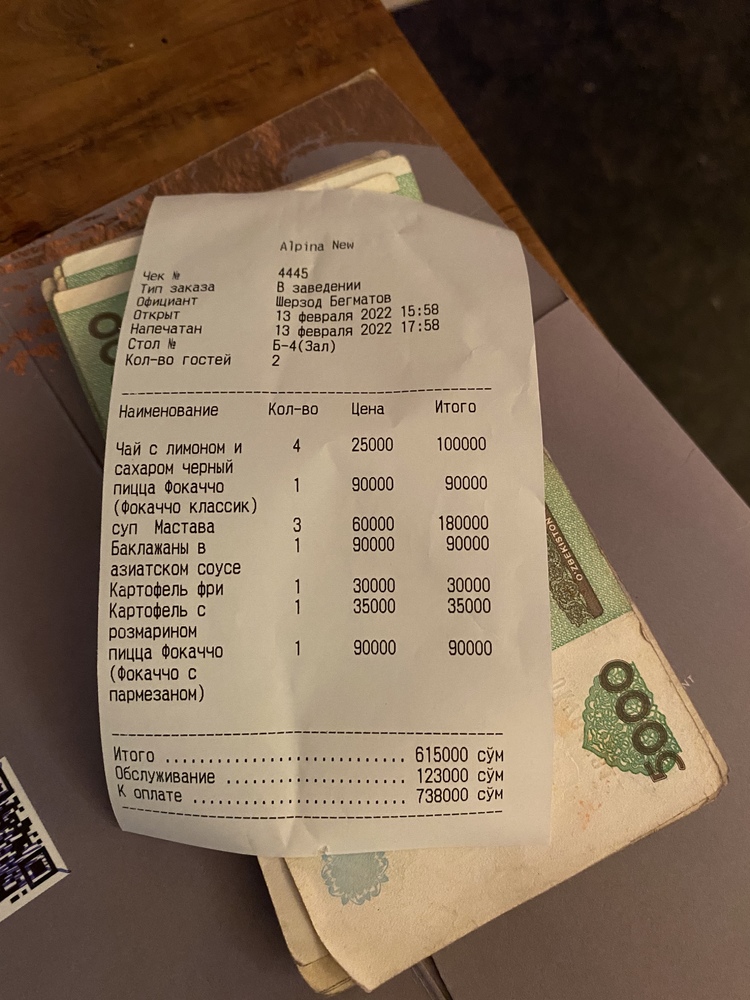 Alpina New
Чек № 4445
Тип заказа В заведении
Официант Шерзод Бегматов
Открыт 13 февраля 2022 15:58
Напечатан 13 февраля 2022 17:58
Стол № Б-4(Зал)
Кол-во гостей 2
Наименование Кол-во Цена Итого
Чай с лимоном и 4 25000 100000
сахаром черный
пицца Фокаччо 1 90000 90000
(Фокаччо классик)
суп Мастава 3 60000 180000
Баклажаны в 1 90000 90000
азиатском соусе
Картофель фри 1 30000 30000
Картофель с 1 35000 35000
розмарином
пицца Фокаччо 1 90000 90000
(Фокаччо с
пармезаном)
Итого ............................ 615000 сўм
Обслуживание ..................... 123000 сўм
К оплате ......................... 738000 сўм
O'ZBEKISTON
5000